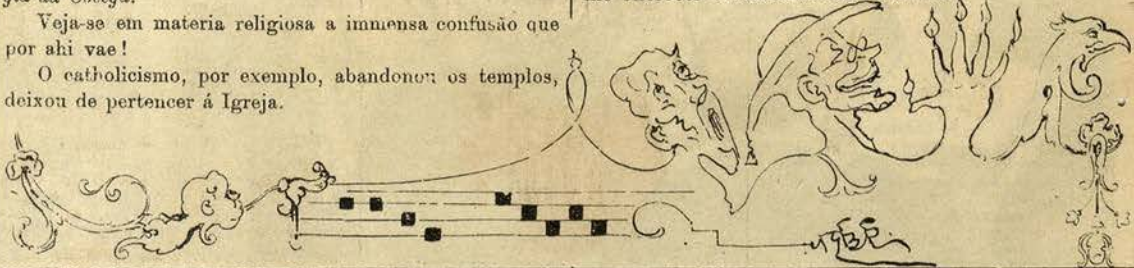 da
Veja-se em materia religiosa a immensa confusão que
por ahi vae!
O catholicismo, por exemplo, abandonou os templos,
deixou de pertencer á Igreja.